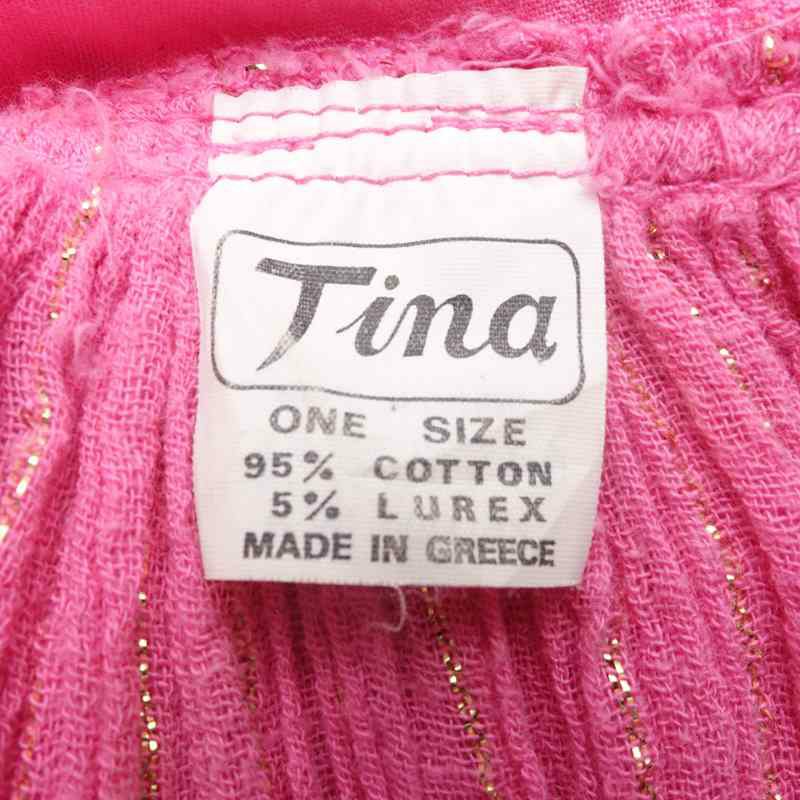 Tina
ONE SIZE
95% COTTON
5% LUREX
MADE IN GREECE